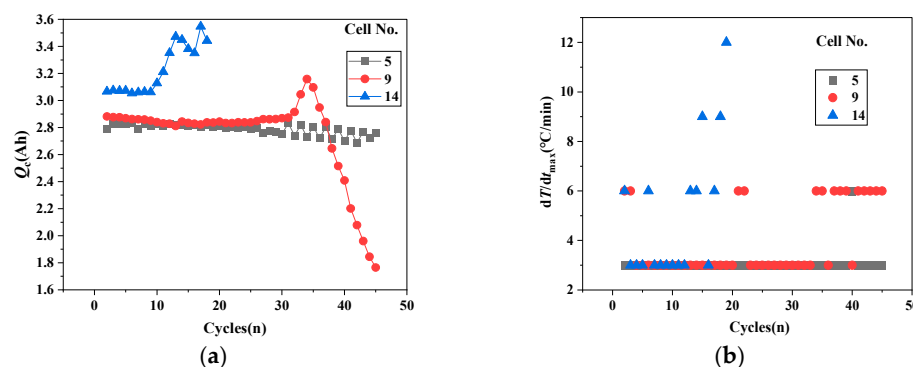 3.6
3.4
3.2
3.0
2.8
2.6
2.4
2.2
2.0
1.8
1.6
Qc(Ah)
Cell No.
5
9
14
0 10 20 30 40 50
Cycles(n)
(a)
12
10
8
6
4
2
dT/dtmax(°C/min)
Cell No.
5
9
14
0 10 20 30 40 50
Cycles(n)
(b)